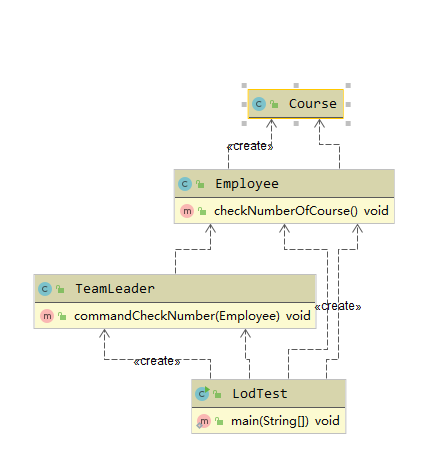 C Course
«create»
C Employee
m checkNumberOfCourse() void
C TeamLeader
m commandCheckNumber(Employee) void
«create»
«create»
C LodTest
m main(String[]) void